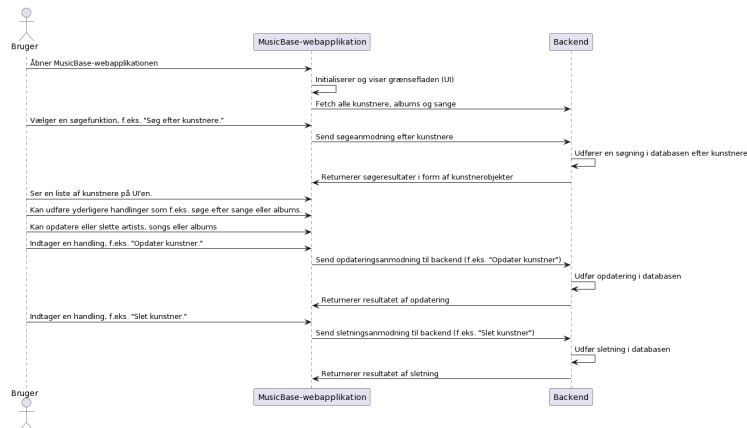 Bruger
MusicBase-webapplikation
Backend
Åbner MusicBase-webapplikationen
Initialiserer og viser grænsefladen (UI)
Fetch alle kunstnere, albums og sange
Vælger en søgefunktion, f.eks. "Søg efter kunstnere."
Send søgeanmodning efter kunstnere
Udfører en søgning i databasen efter kunstnere
Returnerer søgeresultater i form af kunstnerobjekter
Ser en liste af kunstnere på UI'en.
Kan udføre yderligere handlinger som f.eks. søge efter sange eller albums.
Kan opdatere eller slette artists, songs eller albums
Indtager en handling, f.eks. "Opdater kunstner."
Send opdateringsanmodning til backend (f.eks. "Opdater kunstner")
Udfør opdatering i databasen
Returnerer resultatet af opdatering
Indtager en handling, f.eks. "Slet kunstner."
Send sletningsanmodning til backend (f.eks. "Slet kunstner")
Udfør sletning i databasen
Returnerer resultatet af sletning
Bruger
MusicBase-webapplikation
Backend